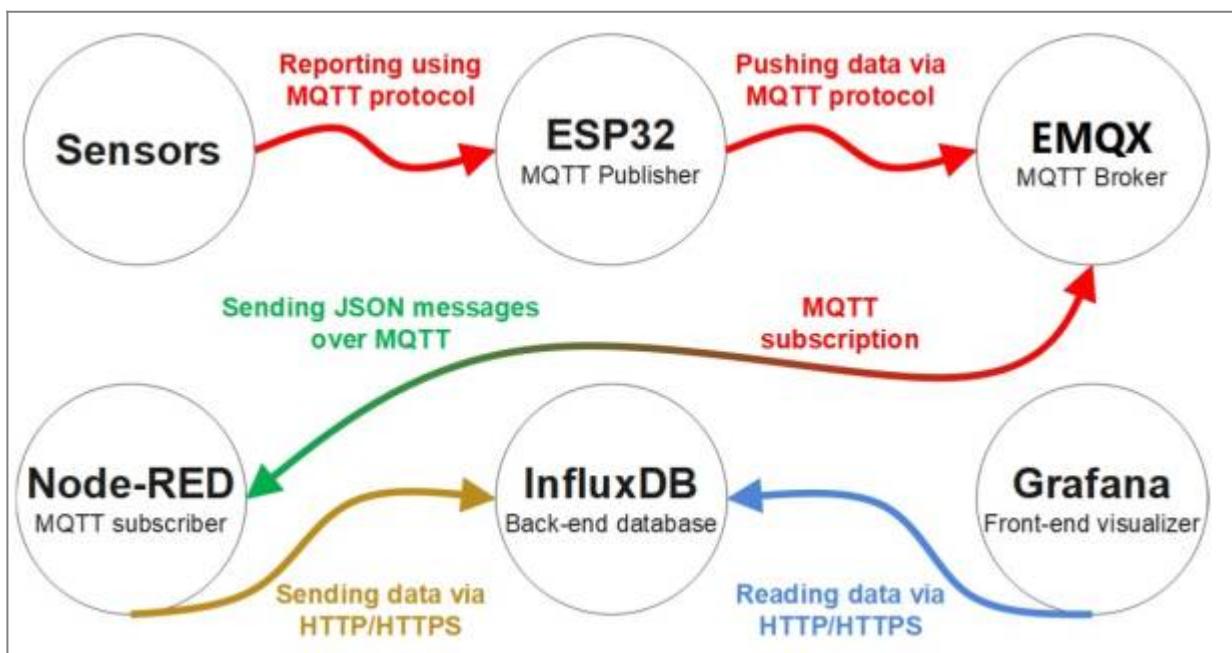 Reporting using
MQTT protocol
Pushing data via
MQTT protocol
Sensors
ESP32
MQTT Publisher
EMQX
MQTT Broker
Sending JSON messages
over MQTT
MQTT
subscription
Node-RED
MQTT subscriber
InfluxDB
Back-end database
Grafana
Front-end visualizer
Sending data via
HTTP/HTTPS
Reading data via
HTTP/HTTPS